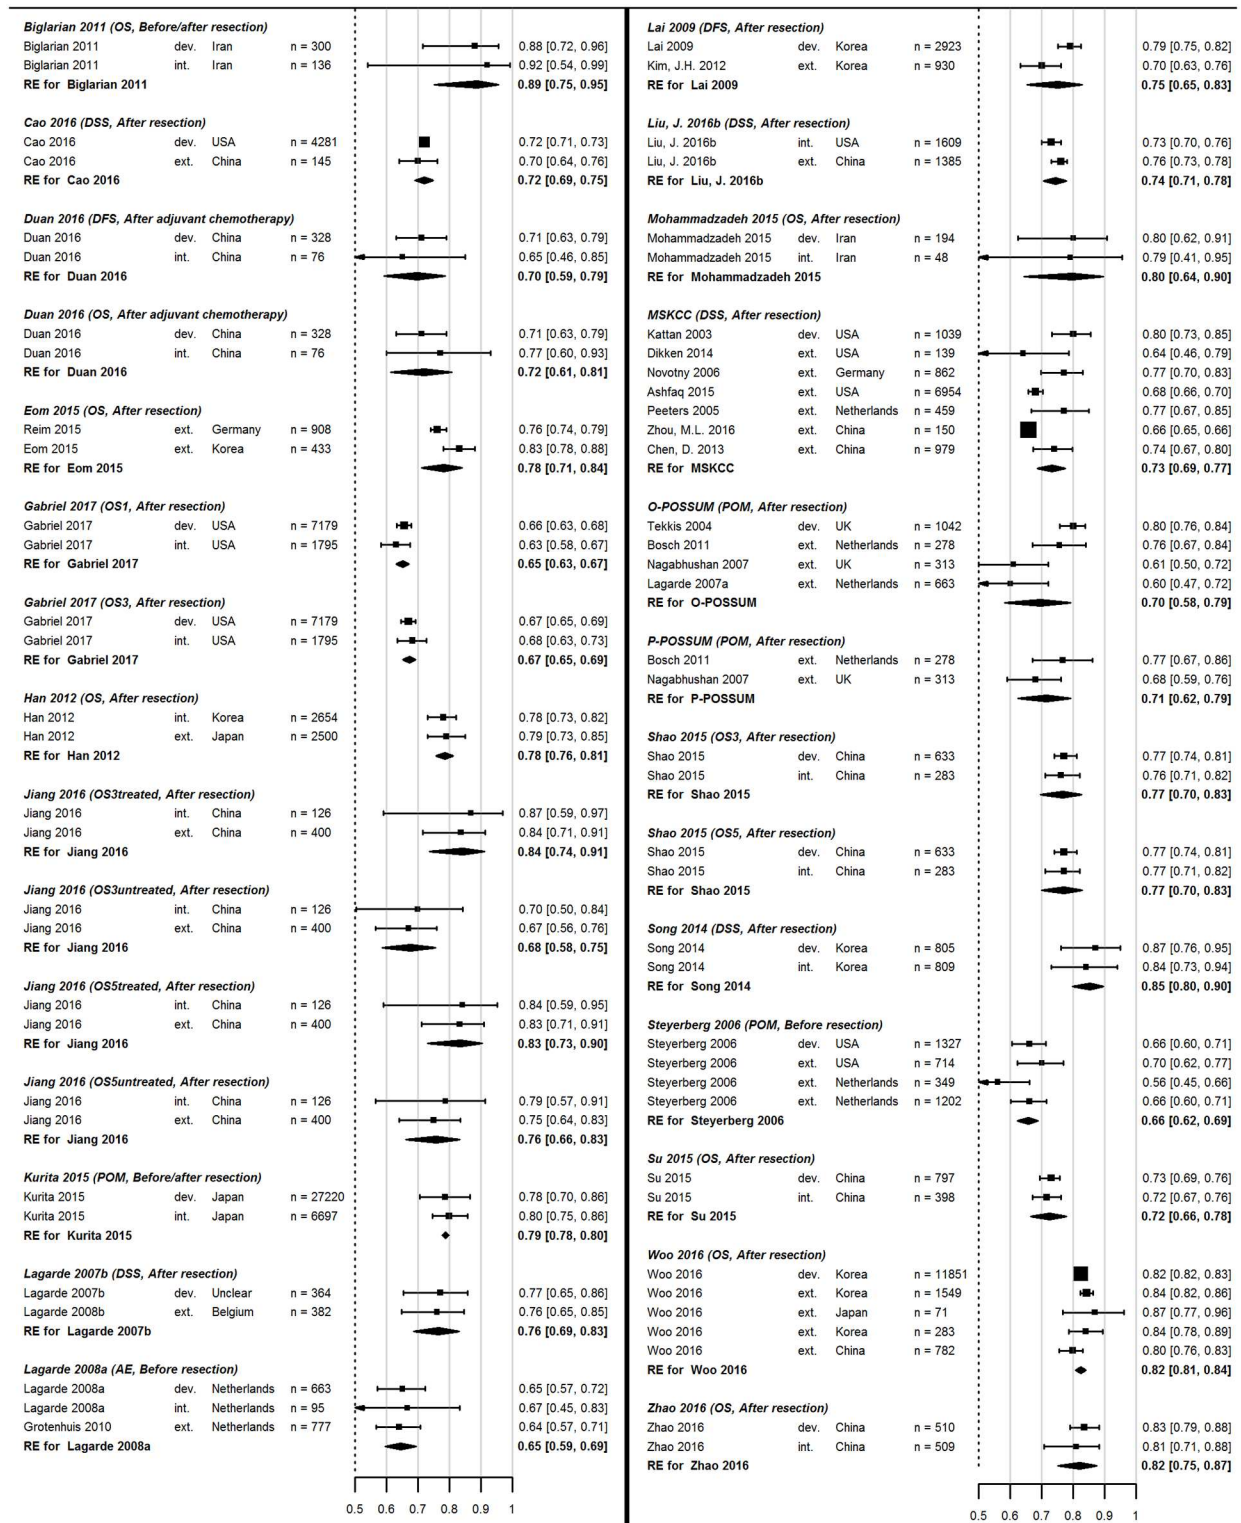 Biglarian 2011 (OS, Before/after resection)
Biglarian 2011 dev. Iran n = 300 0.88 [0.72, 0.96]
Biglarian 2011 int. Iran n = 136 0.92 [0.54, 0.99]
RE for Biglarian 2011 0.89 [0.75, 0.95]
Cao 2016 (DSS, After resection)
Cao 2016 dev. USA n = 4281 0.72 [0.71, 0.73]
Cao 2016 ext. China n = 145 0.70 [0.64, 0.76]
RE for Cao 2016 0.72 [0.69, 0.75]
Duan 2016 (DFS, After adjuvant chemotherapy)
Duan 2016 dev. China n = 328 0.71 [0.63, 0.79]
Duan 2016 int. China n = 76 0.65 [0.46, 0.85]
RE for Duan 2016 0.70 [0.59, 0.79]
Duan 2016 (OS, After adjuvant chemotherapy)
Duan 2016 dev. China n = 328 0.71 [0.63, 0.79]
Duan 2016 int. China n = 76 0.77 [0.60, 0.93]
RE for Duan 2016 0.72 [0.61, 0.81]
Eom 2015 (OS, After resection)
Reim 2015 ext. Germany n = 908 0.76 [0.74, 0.79]
Eom 2015 ext. Korea n = 433 0.83 [0.78, 0.88]
RE for Eom 2015 0.78 [0.71, 0.84]
Gabriel 2017 (OS1, After resection)
Gabriel 2017 dev. USA n = 7179 0.66 [0.63, 0.68]
Gabriel 2017 int. USA n = 1795 0.63 [0.58, 0.67]
RE for Gabriel 2017 0.65 [0.63, 0.67]
Gabriel 2017 (OS3, After resection)
Gabriel 2017 dev. USA n = 7179 0.67 [0.65, 0.69]
Gabriel 2017 int. USA n = 1795 0.68 [0.63, 0.73]
RE for Gabriel 2017 0.67 [0.65, 0.69]
Han 2012 (OS, After resection)
Han 2012 int. Korea n = 2654 0.78 [0.73, 0.82]
Han 2012 ext. Japan n = 2500 0.79 [0.73, 0.85]
RE for Han 2012 0.78 [0.76, 0.81]
Jiang 2016 (OS3treated, After resection)
Jiang 2016 int. China n = 126 0.87 [0.59, 0.97]
Jiang 2016 ext. China n = 400 0.84 [0.71, 0.91]
RE for Jiang 2016 0.84 [0.74, 0.91]
Jiang 2016 (OS3untreated, After resection)
Jiang 2016 int. China n = 126 0.70 [0.50, 0.84]
Jiang 2016 ext. China n = 400 0.67 [0.56, 0.76]
RE for Jiang 2016 0.68 [0.58, 0.75]
Jiang 2016 (OS5treated, After resection)
Jiang 2016 int. China n = 126 0.84 [0.59, 0.95]
Jiang 2016 ext. China n = 400 0.83 [0.71, 0.91]
RE for Jiang 2016 0.83 [0.73, 0.90]
Jiang 2016 (OS5untreated, After resection)
Jiang 2016 int. China n = 126 0.79 [0.57, 0.91]
Jiang 2016 ext. China n = 400 0.75 [0.64, 0.83]
RE for Jiang 2016 0.76 [0.66, 0.83]
Kurita 2015 (POM, Before/after resection)
Kurita 2015 dev. Japan n = 27220 0.78 [0.70, 0.86]
Kurita 2015 int. Japan n = 6697 0.80 [0.75, 0.86]
RE for Kurita 2015 0.79 [0.78, 0.80]
Lagarde 2007b (DSS, After resection)
Lagarde 2007b dev. Unclear n = 364 0.77 [0.65, 0.86]
Lagarde 2008b ext. Belgium n = 382 0.76 [0.65, 0.85]
RE for Lagarde 2007b 0.76 [0.69, 0.83]
Lagarde 2008a (AE, Before resection)
Lagarde 2008a dev. Netherlands n = 663 0.65 [0.57, 0.72]
Lagarde 2008a int. Netherlands n = 95 0.67 [0.45, 0.83]
Grotenhuis 2010 ext. Netherlands n = 777 0.64 [0.57, 0.71]
RE for Lagarde 2008a 0.65 [0.59, 0.69]
0.5 0.6 0.7 0.8 0.9 1
Lai 2009 (DFS, After resection)
Lai 2009 dev. Korea n = 2923 0.79 [0.75, 0.82]
Kim, J.H. 2012 ext. Korea n = 930 0.70 [0.63, 0.76]
RE for Lai 2009 0.75 [0.65, 0.83]
Liu, J. 2016b (DSS, After resection)
Liu, J. 2016b int. USA n = 1609 0.73 [0.70, 0.76]
Liu, J. 2016b ext. China n = 1385 0.76 [0.73, 0.78]
RE for Liu, J. 2016b 0.74 [0.71, 0.78]
Mohammadzadeh 2015 (OS, After resection)
Mohammadzadeh 2015 dev. Iran n = 194 0.80 [0.62, 0.91]
Mohammadzadeh 2015 int. Iran n = 48 0.79 [0.41, 0.95]
RE for Mohammadzadeh 2015 0.80 [0.64, 0.90]
MSKCC (DSS, After resection)
Kattan 2003 dev. USA n = 1039 0.80 [0.73, 0.85]
Dikken 2014 ext. USA n = 139 0.64 [0.46, 0.79]
Novotny 2006 ext. Germany n = 862 0.77 [0.70, 0.83]
Ashfaq 2015 ext. USA n = 6954 0.68 [0.66, 0.70]
Peeters 2005 ext. Netherlands n = 459 0.77 [0.67, 0.85]
Zhou, M.L. 2016 ext. China n = 150 0.66 [0.65, 0.66]
Chen, D. 2013 ext. China n = 979 0.74 [0.67, 0.80]
RE for MSKCC 0.73 [0.69, 0.77]
O-POSSUM (POM, After resection)
Tekkis 2004 dev. UK n = 1042 0.80 [0.76, 0.84]
Bosch 2011 ext. Netherlands n = 278 0.76 [0.67, 0.84]
Nagabhushan 2007 ext. UK n = 313 0.61 [0.50, 0.72]
Lagarde 2007a ext. Netherlands n = 663 0.60 [0.47, 0.72]
RE for O-POSSUM 0.70 [0.58, 0.79]
P-POSSUM (POM, After resection)
Bosch 2011 ext. Netherlands n = 278 0.77 [0.67, 0.86]
Nagabhushan 2007 ext. UK n = 313 0.68 [0.59, 0.76]
RE for P-POSSUM 0.71 [0.62, 0.79]
Shao 2015 (OS3, After resection)
Shao 2015 dev. China n = 633 0.77 [0.74, 0.81]
Shao 2015 int. China n = 283 0.76 [0.71, 0.82]
RE for Shao 2015 0.77 [0.70, 0.83]
Shao 2015 (OS5, After resection)
Shao 2015 dev. China n = 633 0.77 [0.74, 0.81]
Shao 2015 int. China n = 283 0.77 [0.71, 0.82]
RE for Shao 2015 0.77 [0.70, 0.83]
Song 2014 (DSS, After resection)
Song 2014 dev. Korea n = 805 0.87 [0.76, 0.95]
Song 2014 int. Korea n = 809 0.84 [0.73, 0.94]
RE for Song 2014 0.85 [0.80, 0.90]
Steyerberg 2006 (POM, Before resection)
Steyerberg 2006 dev. USA n = 1327 0.66 [0.60, 0.71]
Steyerberg 2006 ext. USA n = 714 0.70 [0.62, 0.77]
Steyerberg 2006 ext. Netherlands n = 349 0.56 [0.45, 0.66]
Steyerberg 2006 ext. Netherlands n = 1202 0.66 [0.60, 0.71]
RE for Steyerberg 2006 0.66 [0.62, 0.69]
Su 2015 (OS, After resection)
Su 2015 dev. China n = 797 0.73 [0.69, 0.76]
Su 2015 int. China n = 398 0.72 [0.67, 0.76]
RE for Su 2015 0.72 [0.66, 0.78]
Woo 2016 (OS, After resection)
Woo 2016 dev. Korea n = 11851 0.82 [0.82, 0.83]
Woo 2016 ext. Korea n = 1549 0.84 [0.82, 0.86]
Woo 2016 ext. Japan n = 71 0.87 [0.77, 0.96]
Woo 2016 ext. Korea n = 283 0.84 [0.78, 0.89]
Woo 2016 ext. China n = 782 0.80 [0.76, 0.83]
RE for Woo 2016 0.82 [0.81, 0.84]
Zhao 2016 (OS, After resection)
Zhao 2016 dev. China n = 510 0.83 [0.79, 0.88]
Zhao 2016 int. China n = 509 0.81 [0.71, 0.88]
RE for Zhao 2016 0.82 [0.75, 0.87]
0.5 0.6 0.7 0.8 0.9 1